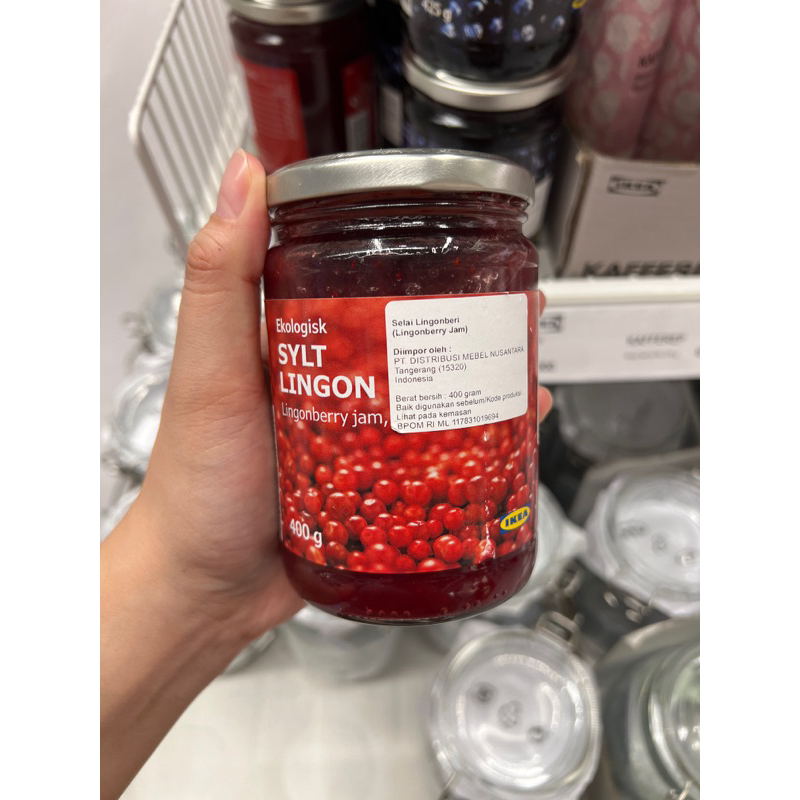 425 g
Ekologisk
SYLT
LINGON
Lingonberry jam,
400 g
IKEA
Selai Lingonberi
(Lingonberry Jam)
Diimpor oleh :
PT. DISTRIBUSI MEBEL NUSANTARA
Tangerang (15320)
Indonesia
Berat bersih : 400 gram
Baik digunakan sebelum/Kode produksi
Lihat pada kemasan
BPOM RI ML 117831019694
IKEA
KAFFEREP
KAFFEREP